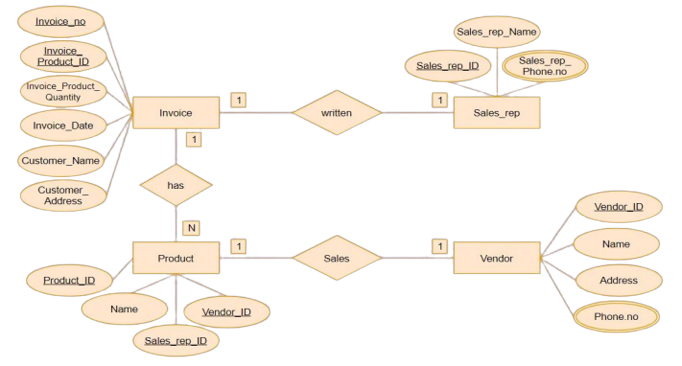 Invoice_no
Invoice_
Product_ID
Invoice_Product_
Quantity
Invoice_Date
Customer_Name
Customer_
Address
Invoice
1
written
1
Sales_rep_Name
Sales_rep_ID
Sales_rep_
Phone.no
Sales_rep
1
has
N
Product
1
Sales
1
Vendor
Product_ID
Name
Sales_rep_ID
Vendor_ID
Vendor_ID
Name
Address
Phone.no